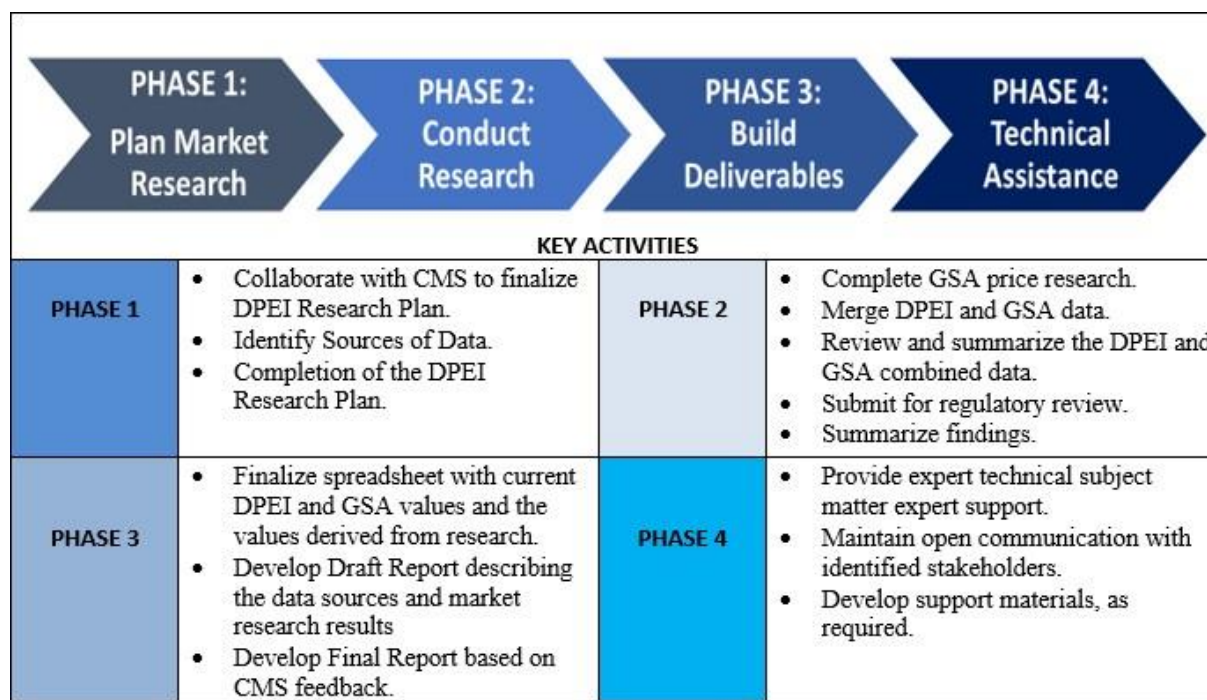 PHASE 1:
Plan Market
Research
PHASE 2:
Conduct
Research
PHASE 3:
Build
Deliverables
PHASE 4:
Technical
Assistance
KEY ACTIVITIES
PHASE 1
• Collaborate with CMS to finalize
DPEI Research Plan.
• Identify Sources of Data.
• Completion of the DPEI
Research Plan.
PHASE 2
• Complete GSA price research.
• Merge DPEI and GSA data.
• Review and summarize the DPEI and
GSA combined data.
• Submit for regulatory review.
• Summarize findings.
PHASE 3
• Finalize spreadsheet with current
DPEI and GSA values and the
values derived from research.
• Develop Draft Report describing
the data sources and market
research results
• Develop Final Report based on
CMS feedback.
PHASE 4
• Provide expert technical subject
matter expert support.
• Maintain open communication with
identified stakeholders.
• Develop support materials, as
required.